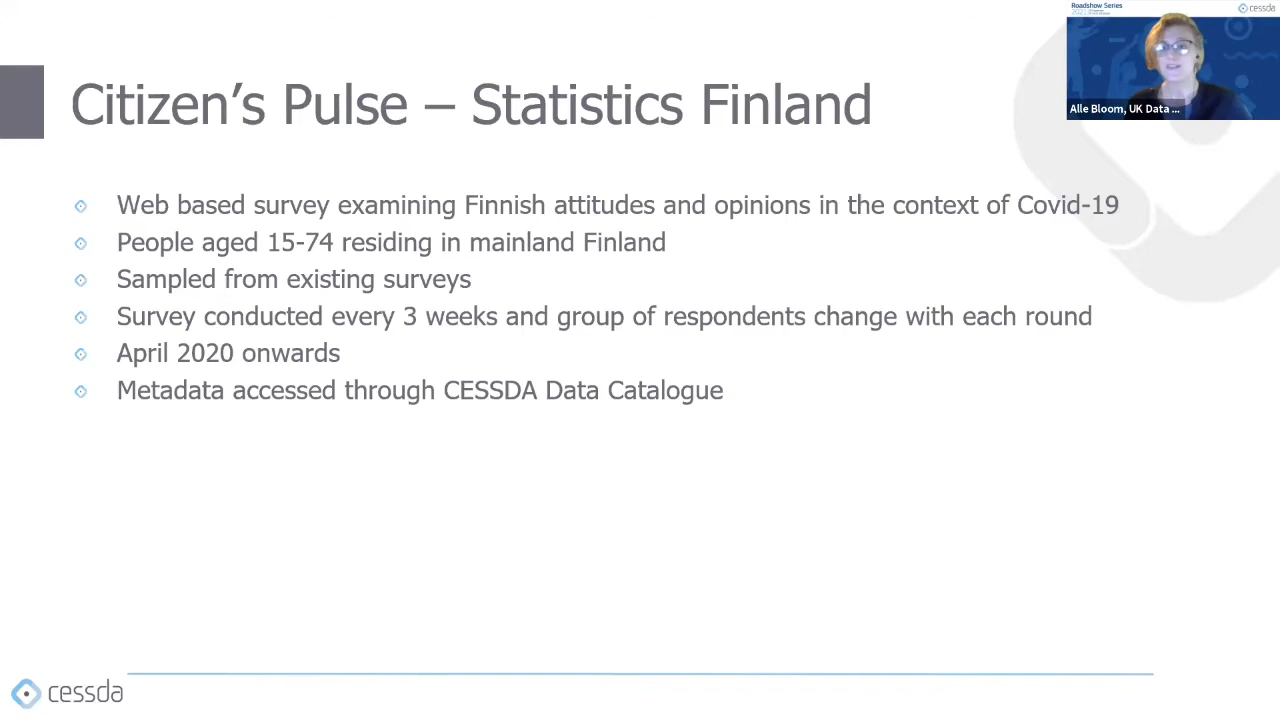 Citizen’s Pulse – Statistics Finland
Web based survey examining Finnish attitudes and opinions in the context of Covid-19
People aged 15-74 residing in mainland Finland
Sampled from existing surveys
Survey conducted every 3 weeks and group of respondents change with each round
April 2020 onwards
Metadata accessed through CESSDA Data Catalogue
Roadshow Series
2021
cessda
Alle Bloom, UK Data ...
cessda